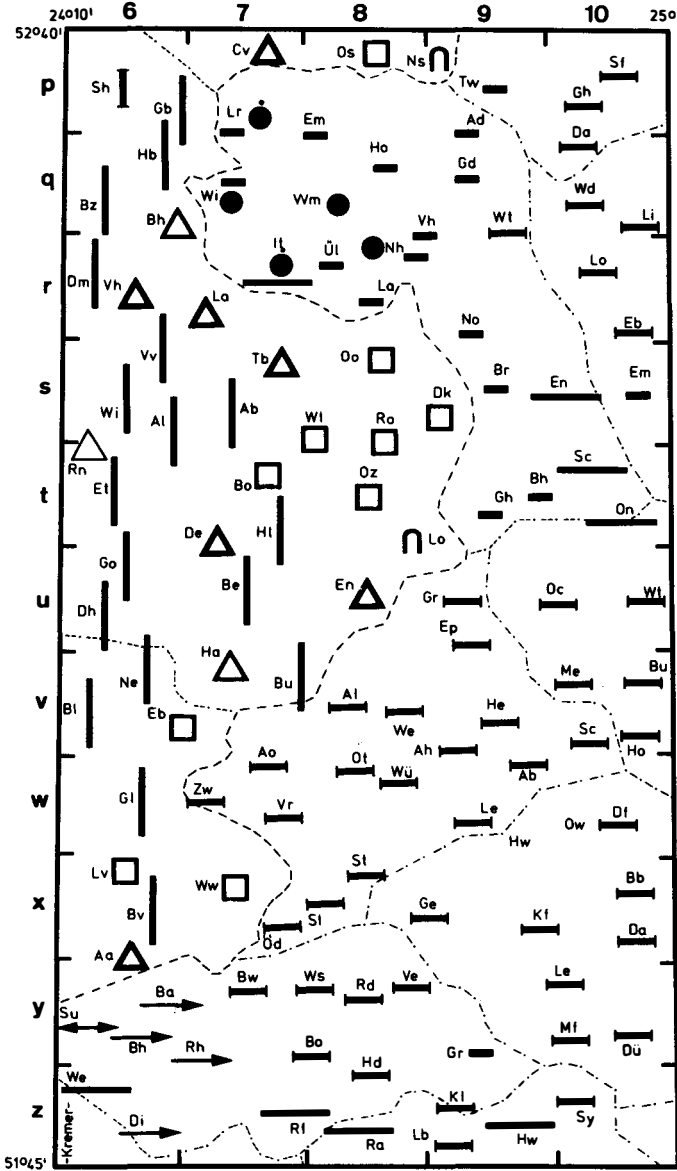 24°10' 6 7 8 9 10 25°
52°40'
Cv Os Ns Sf
p Sh Tw
Gb Gh
Lr Em Ad
Hb Ho Da
q Gd
Wi Wm Wd
Bz Bh Vh Wt Li
It Ül Nh
Dm Vh La Lo
r La
No Eb
Vv Tb Oo
s Br En Em
Wi Al Ab Dk
Wl Ro
Rn Sc
Et Bo Oz Bh
t Gh On
De Hl Lo
Go
u Be En Gr Oc Wt
Dh
Ep
Ha
Ne Bu Me Bu
v Bl Al
Eb We He
Ah Sc Ho
Ao Ot Wü Ab
w Gl Zw
Vr Le Ow Df
Hw
Lv Ww St
Bb
x Bv Sl Ge Kf
Öd Da
Aa
Bw Ws Rd Ve Le
y Ba
Su
Bh Rh Bo Mf Dü
Gr
We Hd
z Kl
Di Rl Hw Sy
Ra Lb
-Kremer-
51°45'